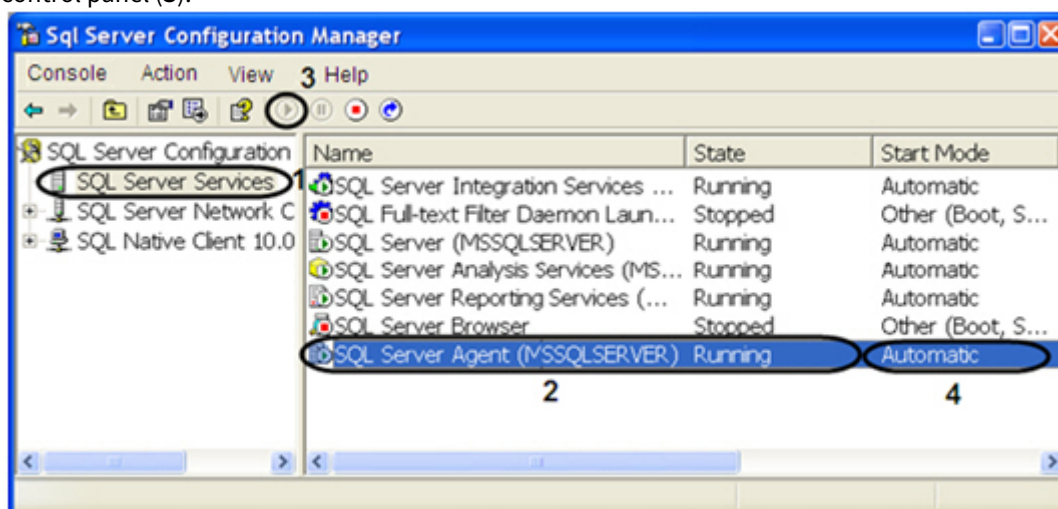 control panel (3).
Sql Server Configuration Manager
Console Action View 3 Help
SQL Server Configuration
SQL Server Services 1
SQL Server Network C
SQL Native Client 10.0
Name State Start Mode
SQL Server Integration Services ... Running Automatic
SQL Full-text Filter Daemon Laun... Stopped Other (Boot, S...
SQL Server (MSSQLSERVER) Running Automatic
SQL Server Analysis Services (MS... Running Automatic
SQL Server Reporting Services (... Running Automatic
SQL Server Browser Stopped Other (Boot, S...
SQL Server Agent (MSSQLSERVER) Running Automatic
2 4